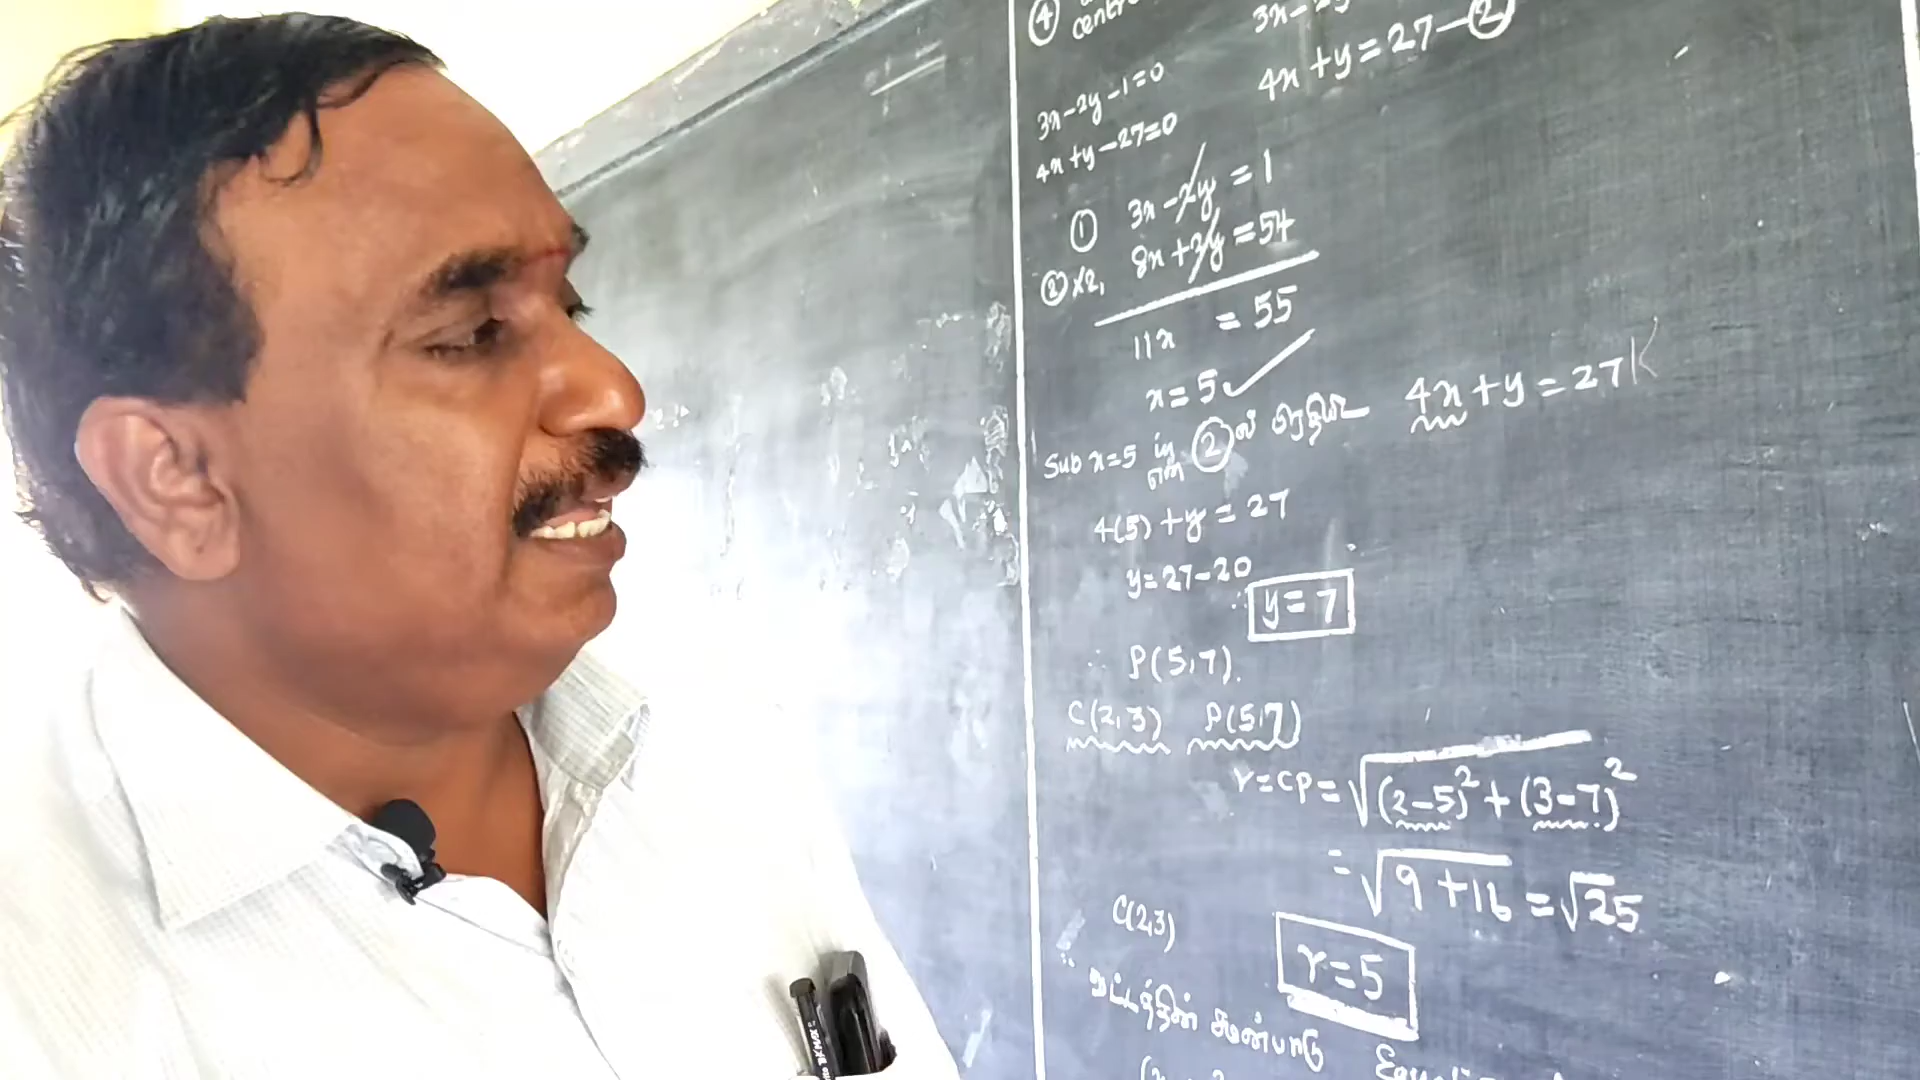 ④
centr
3x-2y
4x+y=27-②
3x-2y-1=0
4x+y-27=0
① 3x-2y=1
②×2, 8x+2y=54
11x = 55
x=5✓
Sub x=5 in ② ல் பிரதியிட 4x+y=27
என
4(5)+y=27
y=27-20
∴ y=7
∴ P(5,7).
C(2,3) P(5,7)
r=CP=√(2-5)²+(3-7)²
=√9+16=√25
C(2,3)
r=5
∴ வட்டத்தின் சமன்பாடு